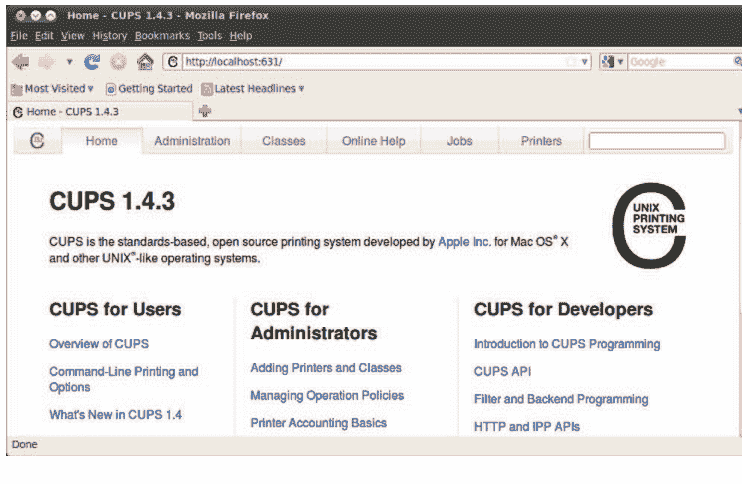 Home - CUPS 1.4.3 - Mozilla Firefox
File Edit View History Bookmarks Tools Help
http://localhost:631/
Google
Most Visited Getting Started Latest Headlines
Home - CUPS 1.4.3
Home Administration Classes Online Help Jobs Printers
CUPS 1.4.3
UNIX
PRINTING
SYSTEM
CUPS is the standards-based, open source printing system developed by Apple Inc. for Mac OS® X
and other UNIX®-like operating systems.
CUPS for Users
Overview of CUPS
Command-Line Printing and
Options
What's New in CUPS 1.4
CUPS for
Administrators
Adding Printers and Classes
Managing Operation Policies
Printer Accounting Basics
CUPS for Developers
Introduction to CUPS Programming
CUPS API
Filter and Backend Programming
HTTP and IPP APIs
Done